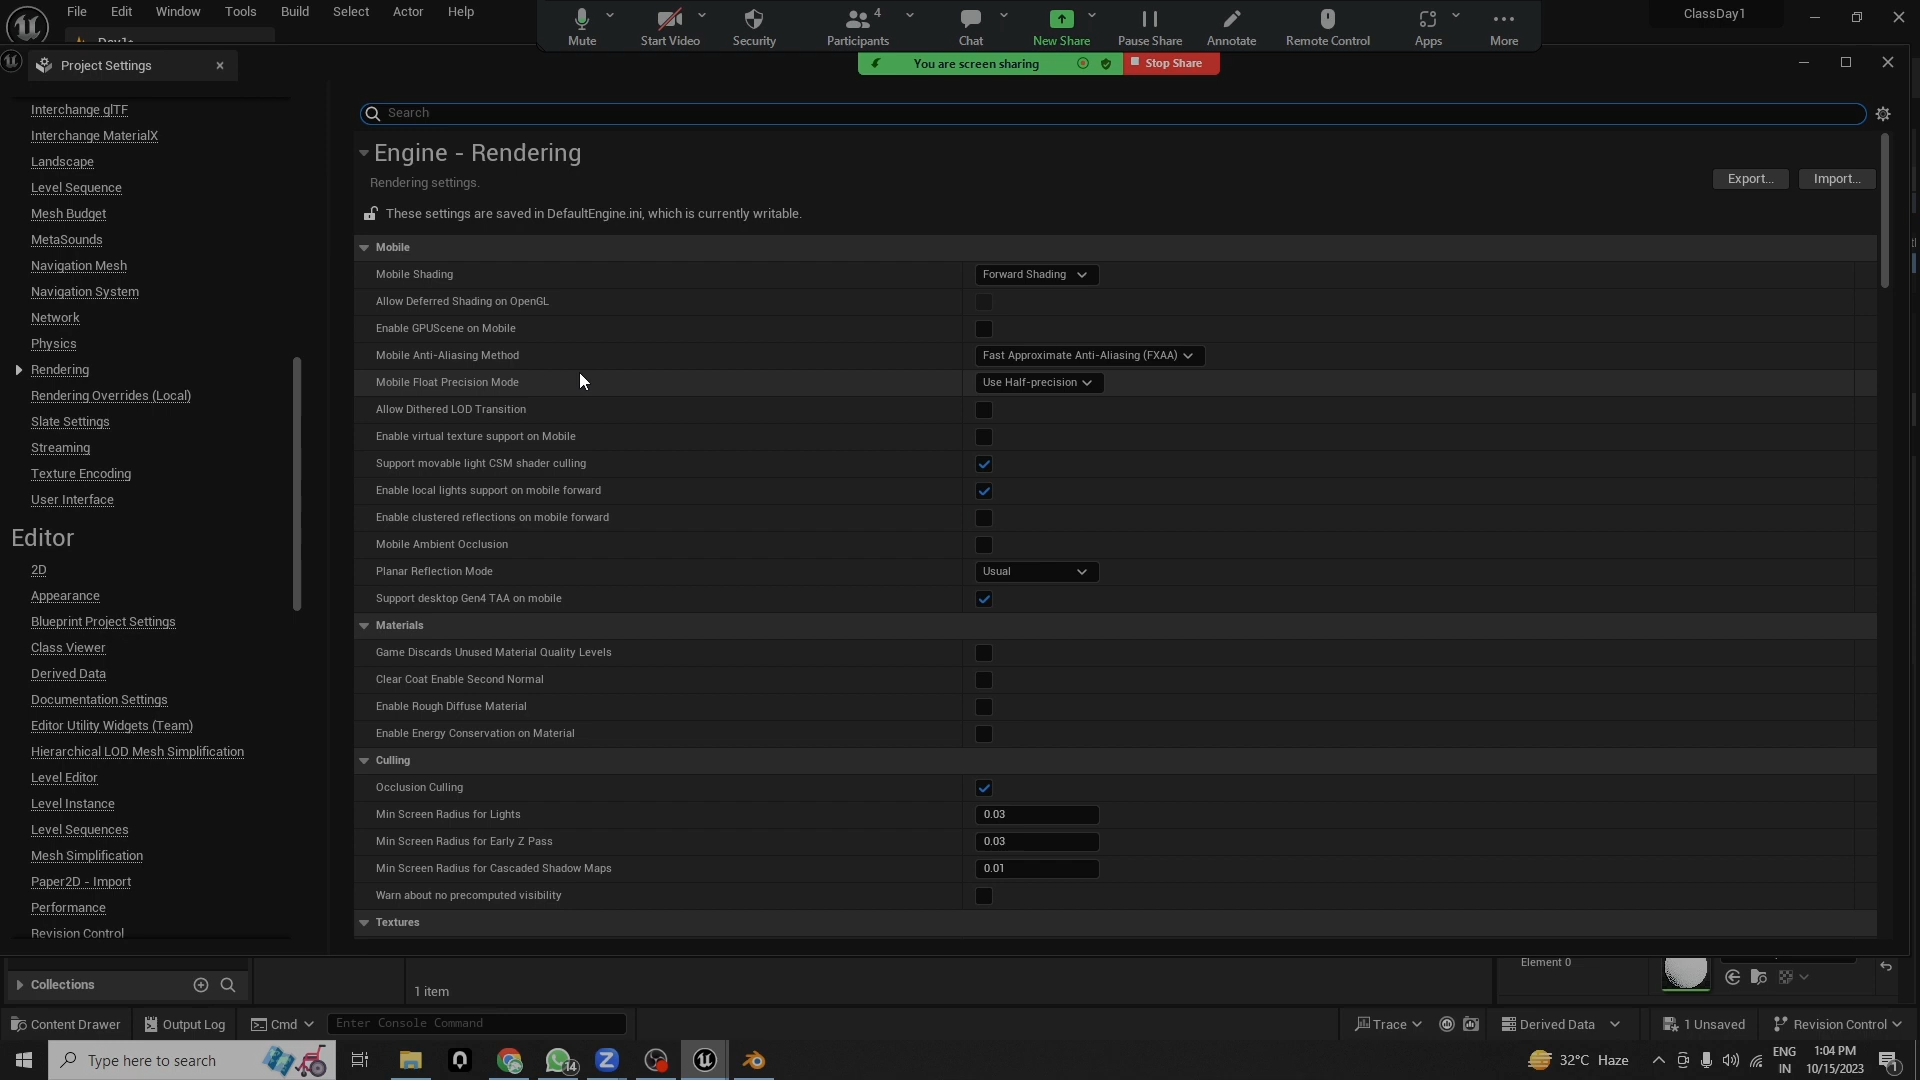 File Edit Window Tools Build Select Actor Help
ClassDay1
Mute Start Video Security Participants 4 Chat New Share Pause Share Annotate Remote Control Apps More
You are screen sharing Stop Share
Project Settings
Search
Interchange glTF
Interchange MaterialX
Landscape
Level Sequence
Mesh Budget
MetaSounds
Navigation Mesh
Navigation System
Network
Physics
Rendering
Rendering Overrides (Local)
Slate Settings
Streaming
Texture Encoding
User Interface
Editor
2D
Appearance
Blueprint Project Settings
Class Viewer
Derived Data
Documentation Settings
Editor Utility Widgets (Team)
Hierarchical LOD Mesh Simplification
Level Editor
Level Instance
Level Sequences
Mesh Simplification
Paper2D - Import
Performance
Revision Control
Engine - Rendering
Rendering settings.
Export... Import...
These settings are saved in DefaultEngine.ini, which is currently writable.
Mobile
Mobile Shading Forward Shading
Allow Deferred Shading on OpenGL
Enable GPUScene on Mobile
Mobile Anti-Aliasing Method Fast Approximate Anti-Aliasing (FXAA)
Mobile Float Precision Mode Use Half-precision
Allow Dithered LOD Transition
Enable virtual texture support on Mobile
Support movable light CSM shader culling
Enable local lights support on mobile forward
Enable clustered reflections on mobile forward
Mobile Ambient Occlusion
Planar Reflection Mode Usual
Support desktop Gen4 TAA on mobile
Materials
Game Discards Unused Material Quality Levels
Clear Coat Enable Second Normal
Enable Rough Diffuse Material
Enable Energy Conservation on Material
Culling
Occlusion Culling
Min Screen Radius for Lights 0.03
Min Screen Radius for Early Z Pass 0.03
Min Screen Radius for Cascaded Shadow Maps 0.01
Warn about no precomputed visibility
Textures
Collections
1 item
Element 0
Content Drawer Output Log Cmd Enter Console Command Trace Derived Data 1 Unsaved Revision Control
Type here to search 14 32°C Haze ENG IN 1:04 PM 10/15/2023 1